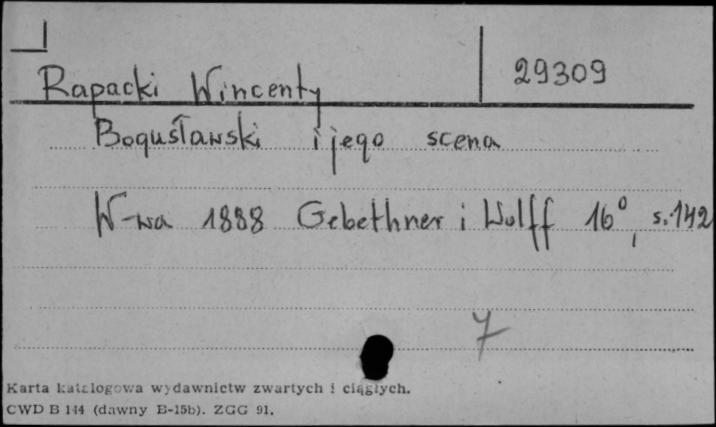 Rapacki Wincenty 29309
Bogusławski i jego scena
W-wa 1888 Gebethner i Wolff 16°, s. 142
7
Karta katalogowa wydawnictw zwartych i ciągłych.
CWD B 144 (dawny B-15b). ZGG 91.